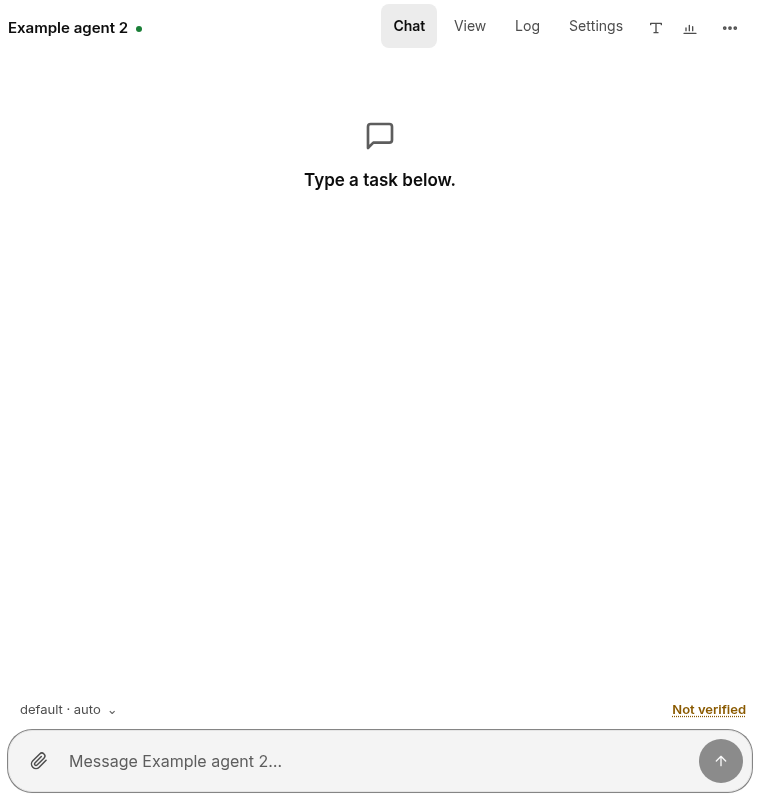 Example agent 2
Chat
View
Log
Settings
Type a task below.
default · auto
Not verified
Message Example agent 2...